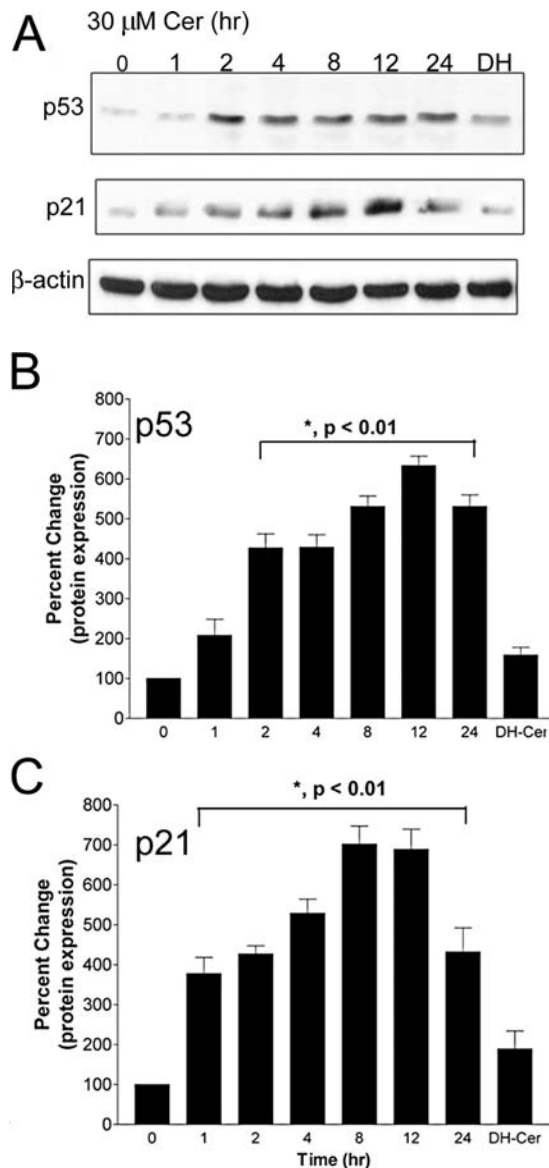 A
30 μM Cer (hr)
0 1 2 4 8 12 24 DH
p53
p21
β-actin
B
p53
*, p < 0.01
Percent Change
(protein expression)
800
700
600
500
400
300
200
100
0
0 1 2 4 8 12 24 DH-Cer
C
p21
*, p < 0.01
Percent Change
(protein expression)
800
700
600
500
400
300
200
100
0
0 1 2 4 8 12 24 DH-Cer
Time (hr)